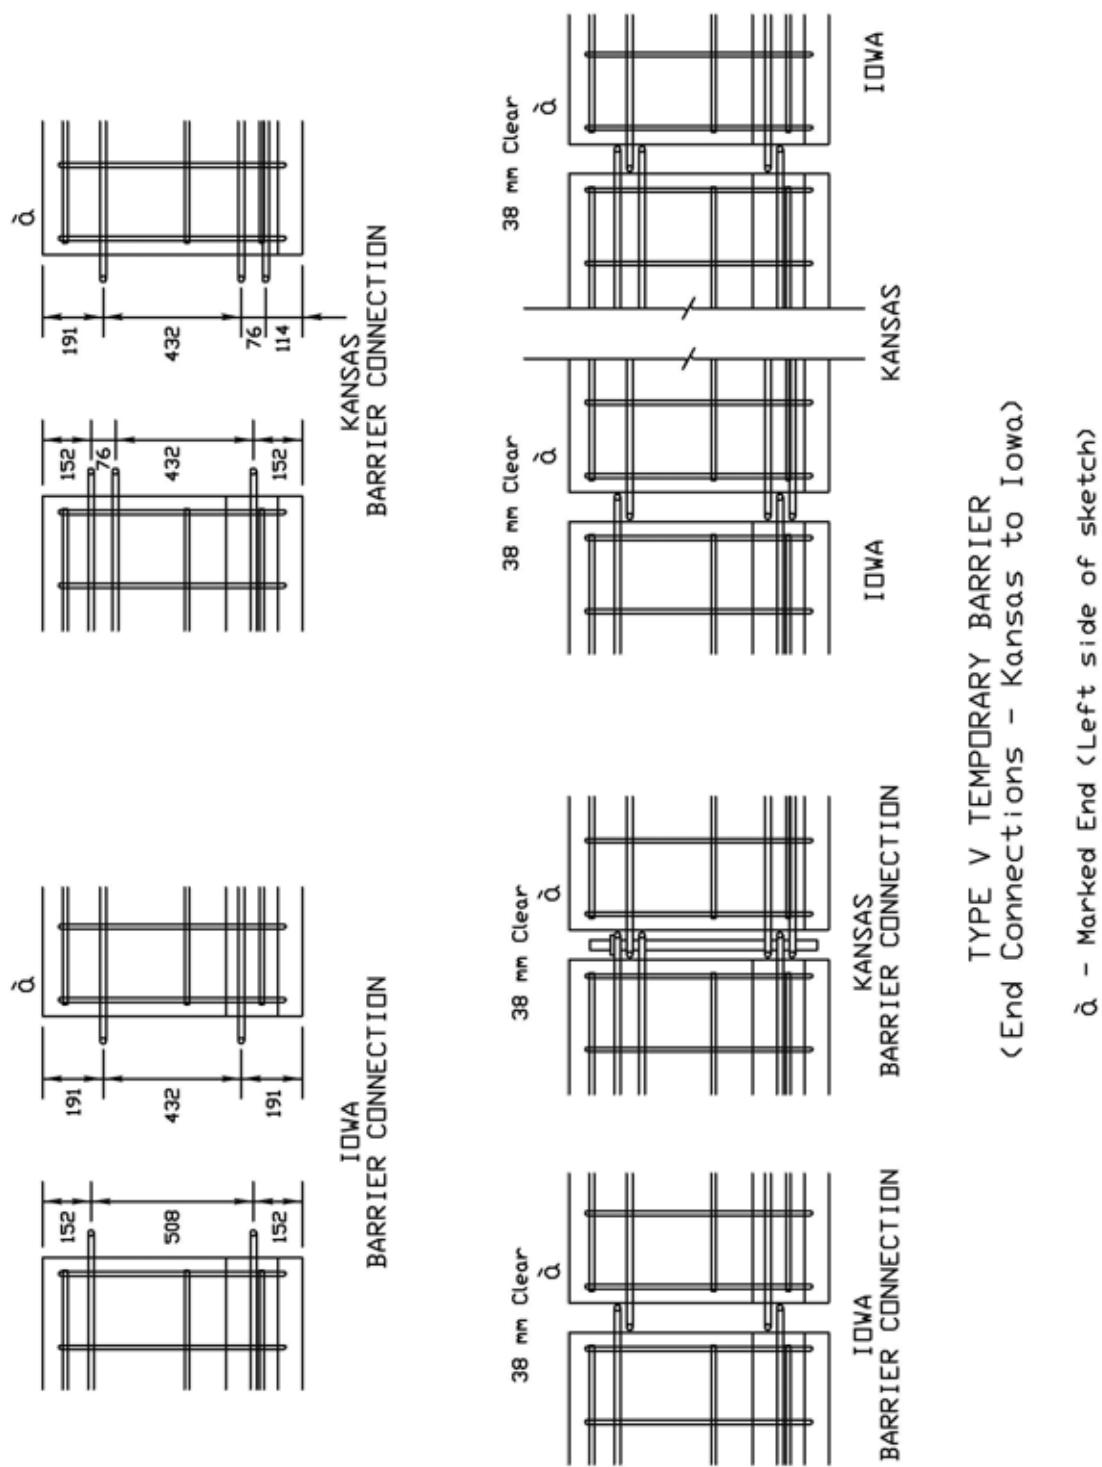 à
152
508
152
191
432
191
IOWA
BARRIER CONNECTION
à
152
76
432
152
191
432
76
114
KANSAS
BARRIER CONNECTION
38 mm Clear
à
IOWA
BARRIER CONNECTION
38 mm Clear
à
KANSAS
BARRIER CONNECTION
38 mm Clear
à
38 mm Clear
à
IOWA
KANSAS
IOWA
TYPE V TEMPORARY BARRIER
(End Connections - Kansas to Iowa)
à - Marked End (Left side of sketch)